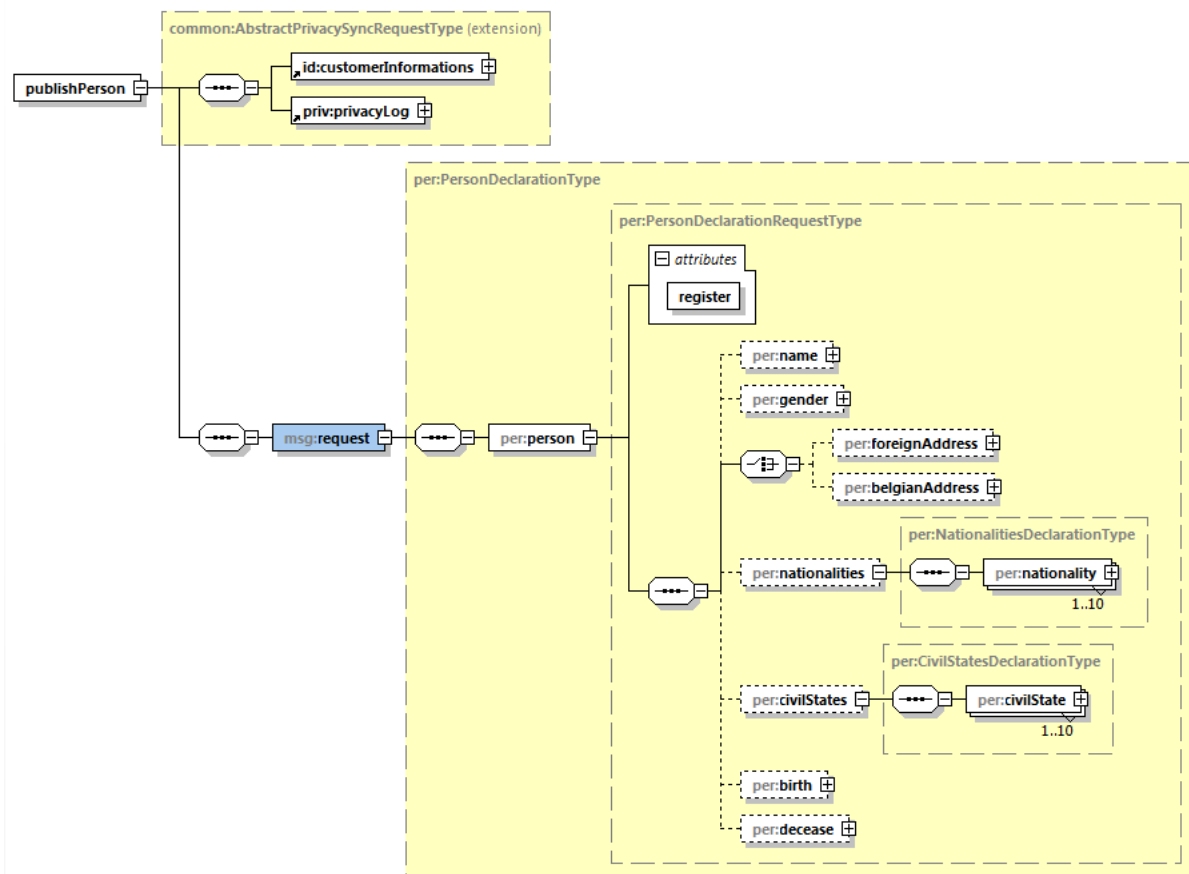 common:AbstractPrivacySyncRequestType (extension)
id:customerInformations
publishPerson
priv:privacyLog
per:PersonDeclarationType
per:PersonDeclarationRequestType
attributes
register
per:name
per:gender
per:foreignAddress
msg:request
per:person
per:belgianAddress
per:NationalitiesDeclarationType
per:nationalities
per:nationality
1..10
per:CivilStatesDeclarationType
per:civilStates
per:civilState
1..10
per:birth
per:decease